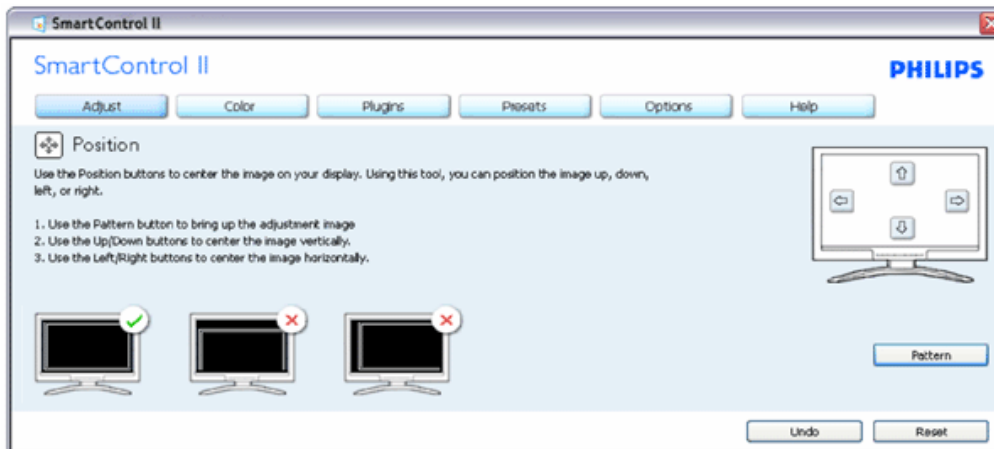 SmartControl II
SmartControl II
PHILIPS
Adjust
Color
Plugins
Presets
Options
Help
Position
Use the Position buttons to center the image on your display. Using this tool, you can position the image up, down,
left, or right.
1. Use the Pattern button to bring up the adjustment image
2. Use the Up/Down buttons to center the image vertically.
3. Use the Left/Right buttons to center the image horizontally.
Pattern
Undo
Reset